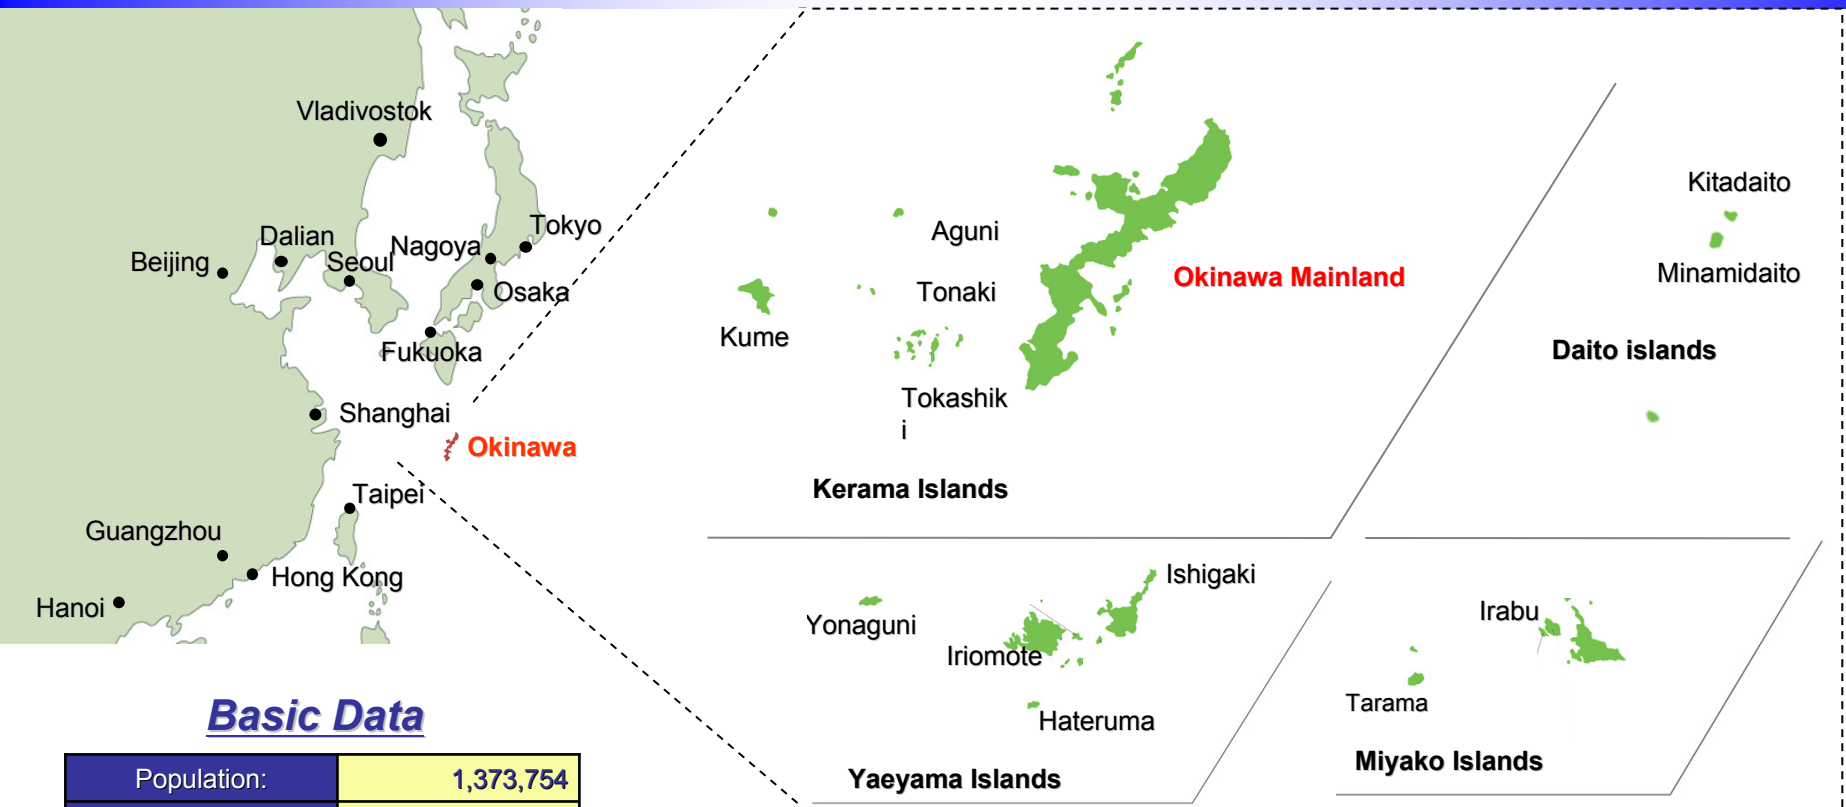 Vladivostok
Tokyo
Dalian
Nagoya
Beijing
Seoul
Osaka
Fukuoka
Shanghai
Okinawa
Taipei
Guangzhou
Hong Kong
Hanoi
Aguni
Okinawa Mainland
Tonaki
Kume
Tokashik
i
Kerama Islands
Kitadaito
Minamidaito
Daito islands
Ishigaki
Yonaguni
Iriomote
Hateruma
Yaeyama Islands
Irabu
Tarama
Miyako Islands
Basic Data
Population: 1,373,754